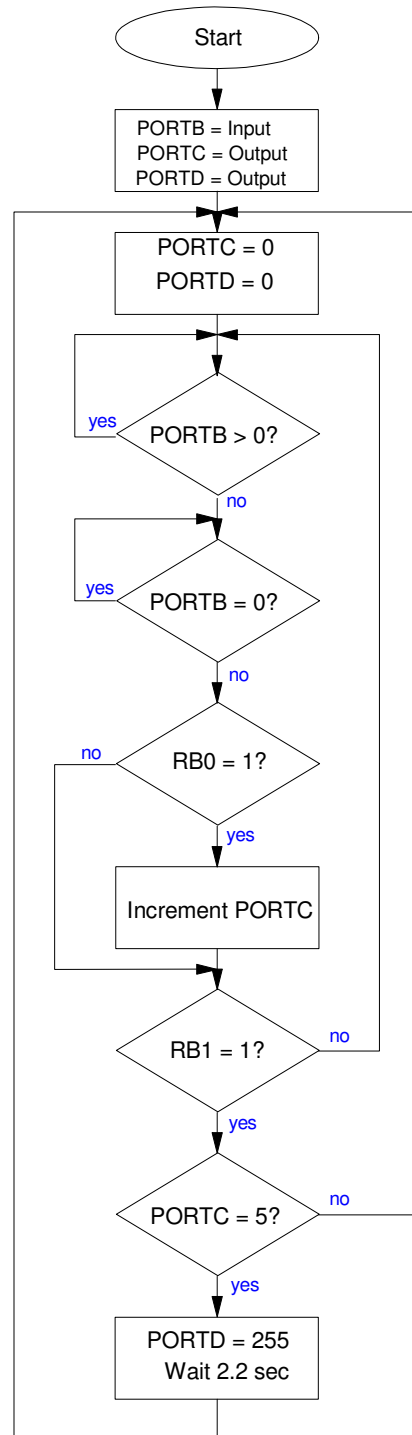 Start
PORTB = Input
PORTC = Output
PORTD = Output
PORTC = 0
PORTD = 0
PORTB > 0?
yes
no
PORTB = 0?
yes
no
RB0 = 1?
no
yes
Increment PORTC
RB1 = 1?
no
yes
PORTC = 5?
no
yes
PORTD = 255
Wait 2.2 sec